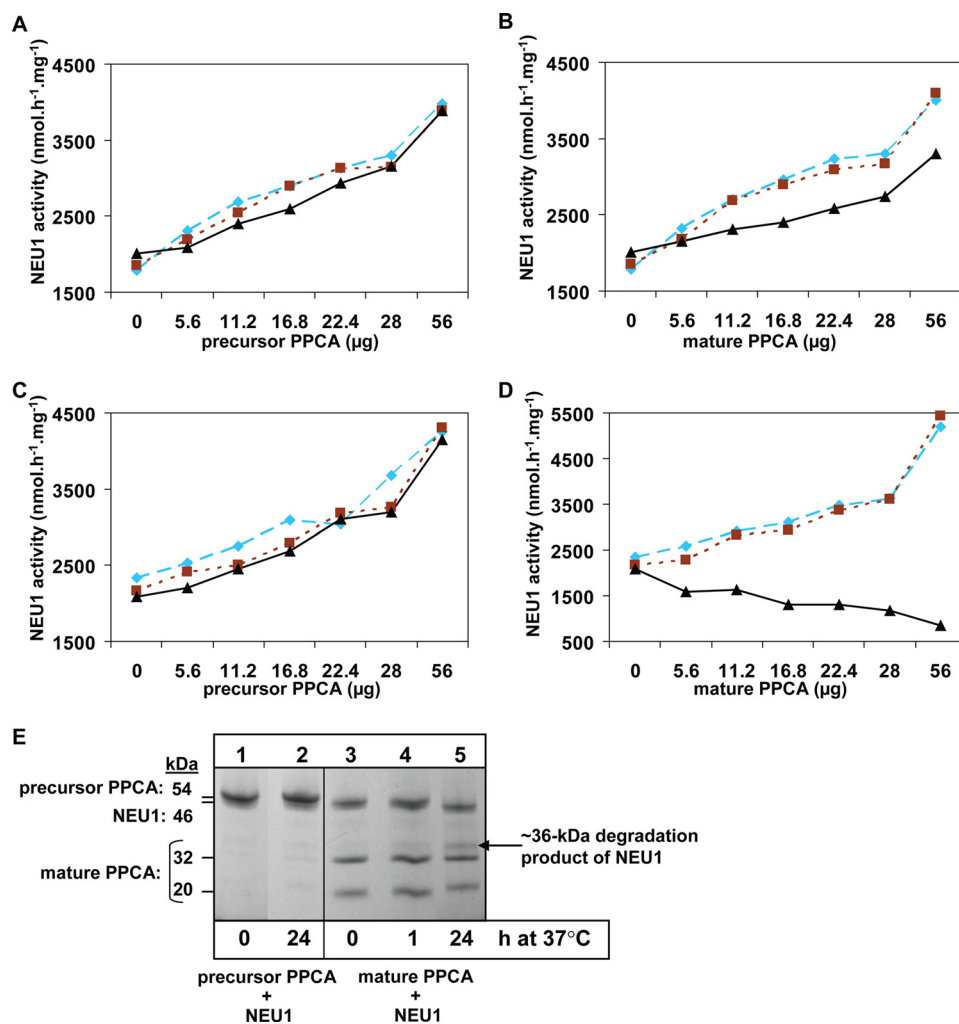 A
NEU1 activity (nmol.h⁻¹.mg⁻¹)
4500
3500
2500
1500
0 5.6 11.2 16.8 22.4 28 56
precursor PPCA (µg)
B
NEU1 activity (nmol.h⁻¹.mg⁻¹)
4500
3500
2500
1500
0 5.6 11.2 16.8 22.4 28 56
mature PPCA (µg)
C
NEU1 activity (nmol.h⁻¹.mg⁻¹)
4500
3500
2500
1500
0 5.6 11.2 16.8 22.4 28 56
precursor PPCA (µg)
D
NEU1 activity (nmol.h⁻¹.mg⁻¹)
5500
4500
3500
2500
1500
500
0 5.6 11.2 16.8 22.4 28 56
mature PPCA (µg)
E
1 2 3 4 5
kDa
precursor PPCA: 54
NEU1: 46
mature PPCA:
32
20
~36-kDa degradation
product of NEU1
0 24 0 1 24 h at 37°C
precursor PPCA
+
NEU1
mature PPCA
+
NEU1